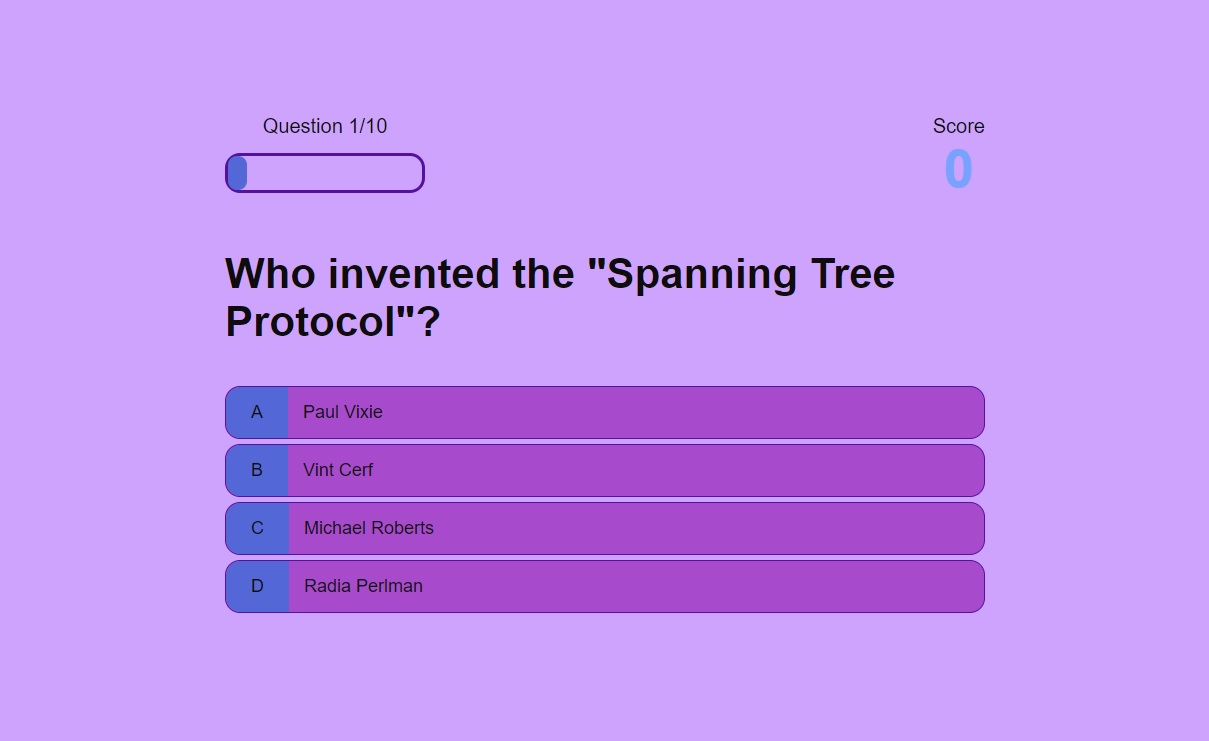 Question 1/10
Score
0
Who invented the "Spanning Tree
Protocol"?
A Paul Vixie
B Vint Cerf
C Michael Roberts
D Radia Perlman